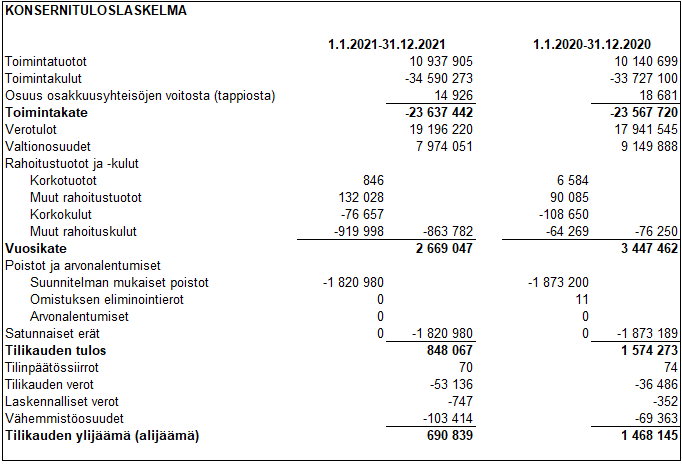 KONSERNITULOSLASKELMA
1.1.2021-31.12.2021 1.1.2020-31.12.2020
Toimintatuotot 10 937 905 10 140 699
Toimintakulut -34 590 273 -33 727 100
Osuus osakkuusyhteisöjen voitosta (tappiosta) 14 926 18 681
Toimintakate -23 637 442 -23 567 720
Verotulot 19 196 220 17 941 545
Valtionosuudet 7 974 051 9 149 888
Rahoitustuotot ja -kulut
Korkotuotot 846 6 584
Muut rahoitustuotot 132 028 90 085
Korkokulut -76 657 -108 650
Muut rahoituskulut -919 998 -863 782 -64 269 -76 250
Vuosikate 2 669 047 3 447 462
Poistot ja arvonalentumiset
Suunnitelman mukaiset poistot -1 820 980 -1 873 200
Omistuksen eliminointierot 0 11
Arvonalentumiset 0 0
Satunnaiset erät 0 -1 820 980 0 -1 873 189
Tilikauden tulos 848 067 1 574 273
Tilinpäätössiirrot 70 74
Tilikauden verot -53 136 -36 486
Laskennalliset verot -747 -352
Vähemmistöosuudet -103 414 -69 363
Tilikauden ylijäämä (alijäämä) 690 839 1 468 145